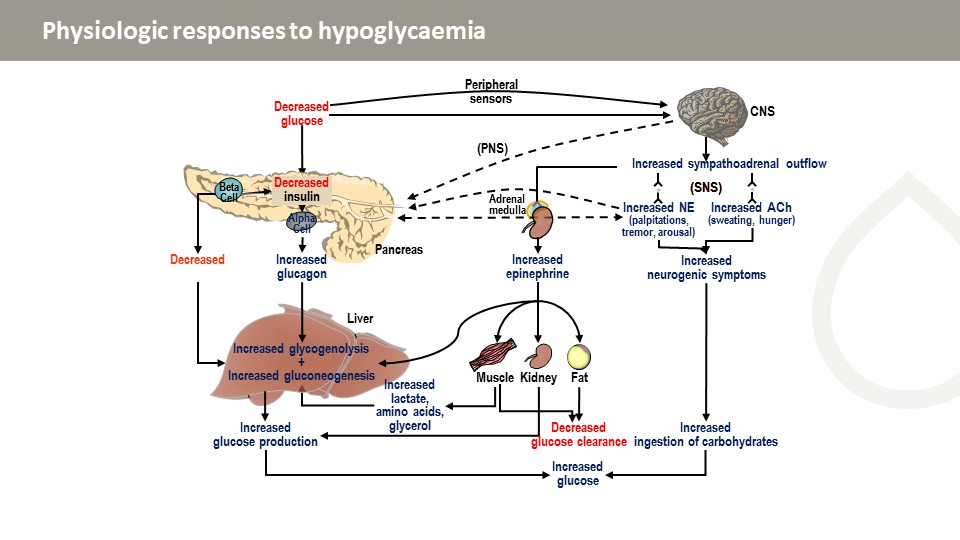 Physiologic responses to hypoglycaemia
Peripheral
sensors
Decreased
glucose
CNS
(PNS)
Increased sympathoadrenal outflow
(SNS)
Beta
Cell
Decreased
insulin
Alpha
Cell
Adrenal
medulla
Increased NE
(palpitations,
tremor, arousal)
Increased ACh
(sweating, hunger)
Pancreas
Decreased
Increased
glucagon
Increased
epinephrine
Increased
neurogenic symptoms
Liver
Increased glycogenolysis
+
Increased gluconeogenesis
Muscle
Kidney
Fat
Increased
lactate,
amino acids,
glycerol
Increased
glucose production
Decreased
glucose clearance
Increased
ingestion of carbohydrates
Increased
glucose